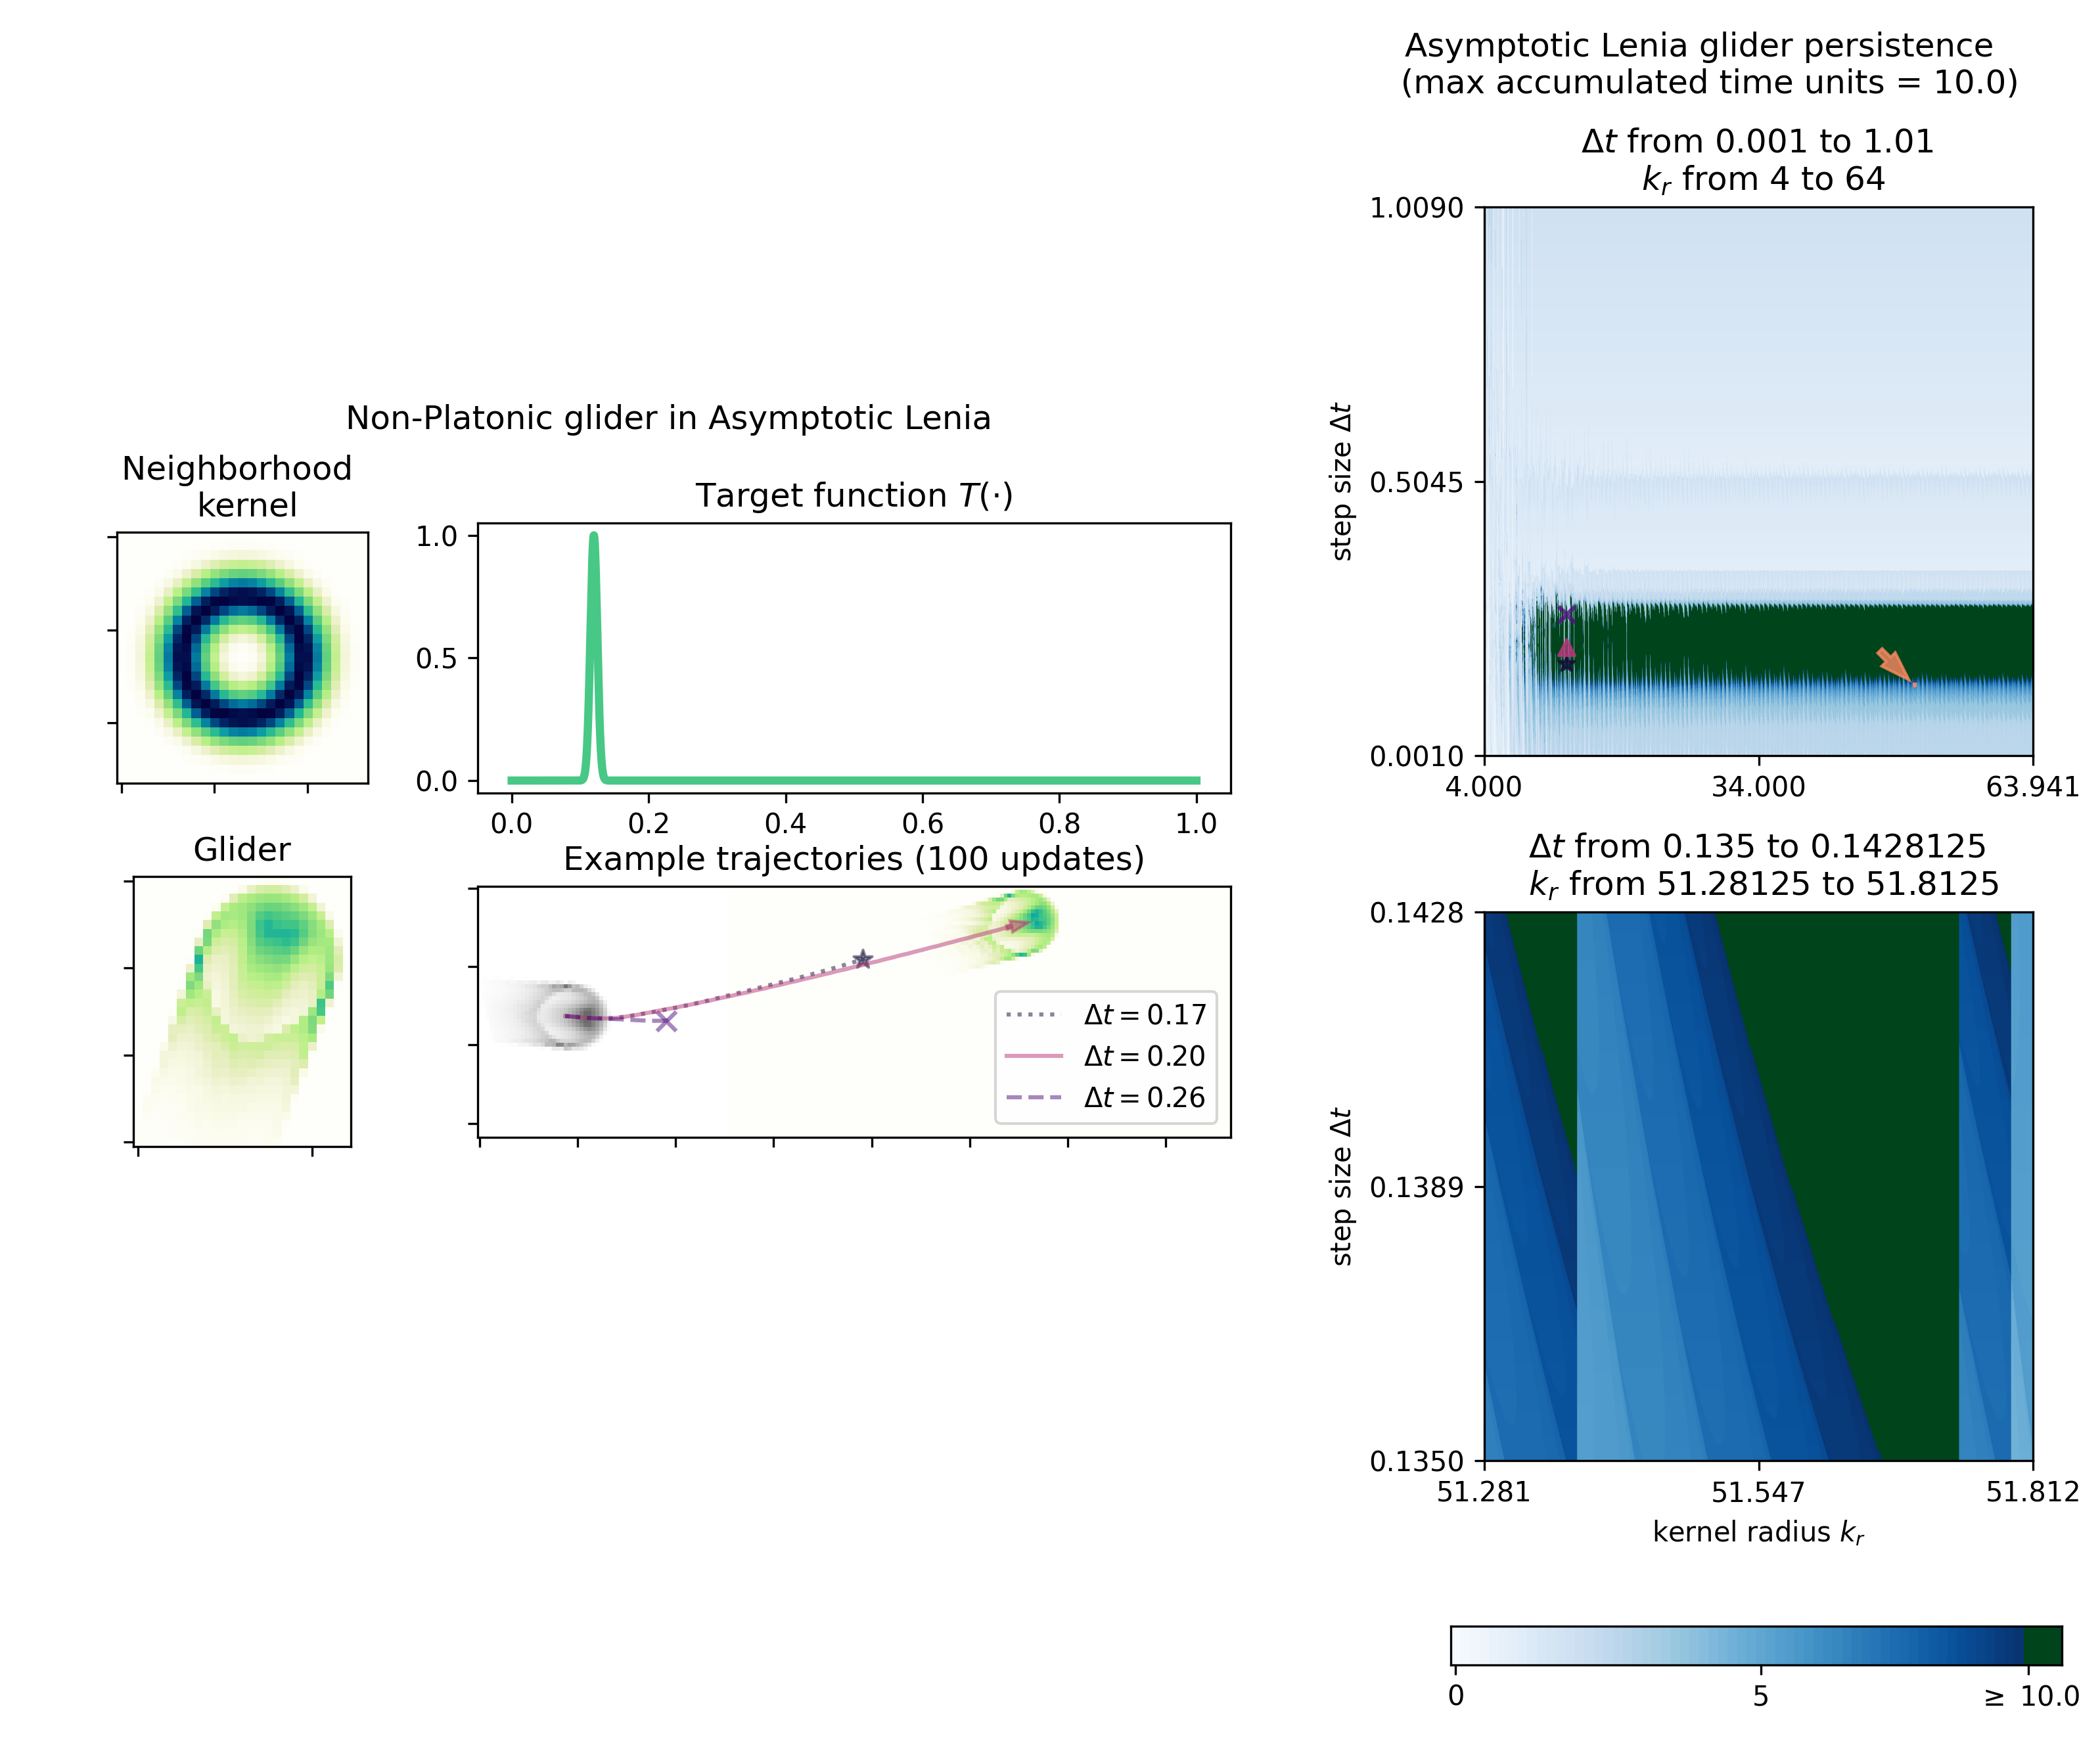 Non-Platonic glider in Asymptotic Lenia
Neighborhood
kernel
Target function T(·)
1.0
0.5
0.0
0.0 0.2 0.4 0.6 0.8 1.0
Glider
Example trajectories (100 updates)
Δt = 0.17
Δt = 0.20
Δt = 0.26
Asymptotic Lenia glider persistence
(max accumulated time units = 10.0)
Δt from 0.001 to 1.01
k_r from 4 to 64
1.0090
0.5045
0.0010
step size Δt
4.000 34.000 63.941
Δt from 0.135 to 0.1428125
k_r from 51.28125 to 51.8125
0.1428
0.1389
0.1350
step size Δt
51.281 51.547 51.812
kernel radius k_r
0 5 ≥ 10.0